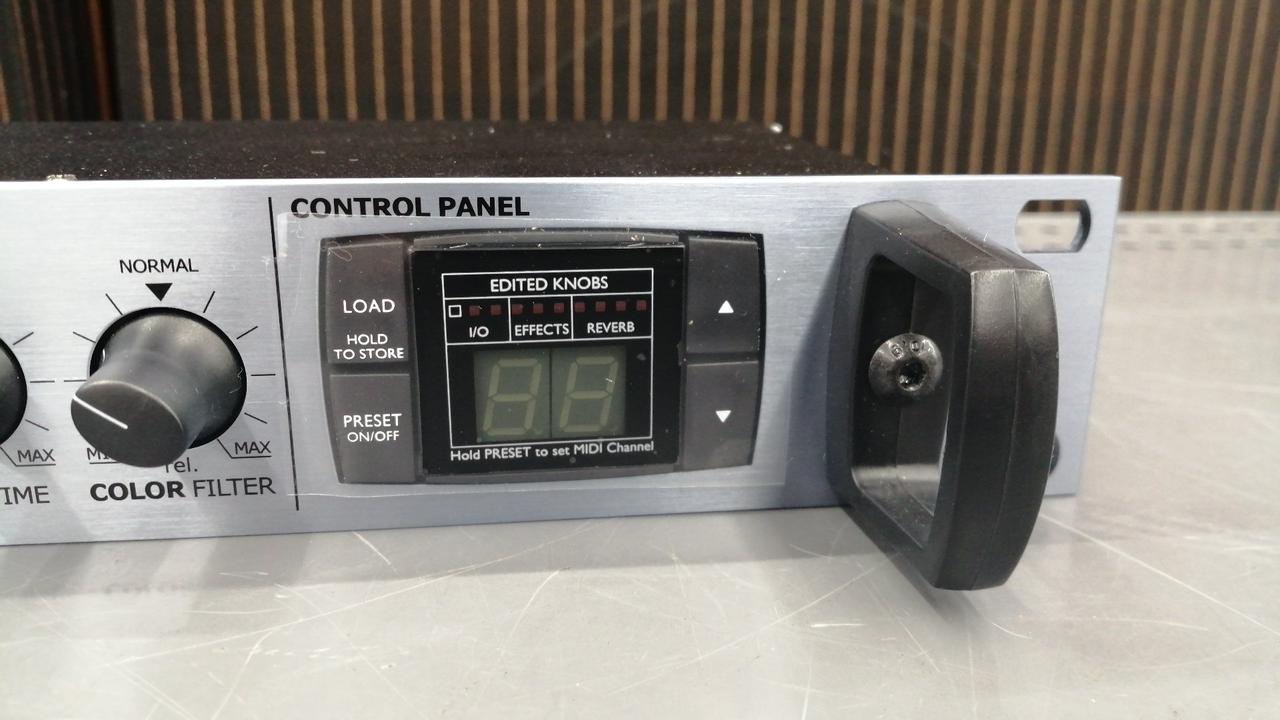 CONTROL PANEL
NORMAL
LOAD
HOLD
TO STORE
PRESET
ON/OFF
EDITED KNOBS
I/O
EFFECTS
REVERB
Hold PRESET to set MIDI Channel
MAX
MAX
Tel.
TIME
COLOR FILTER